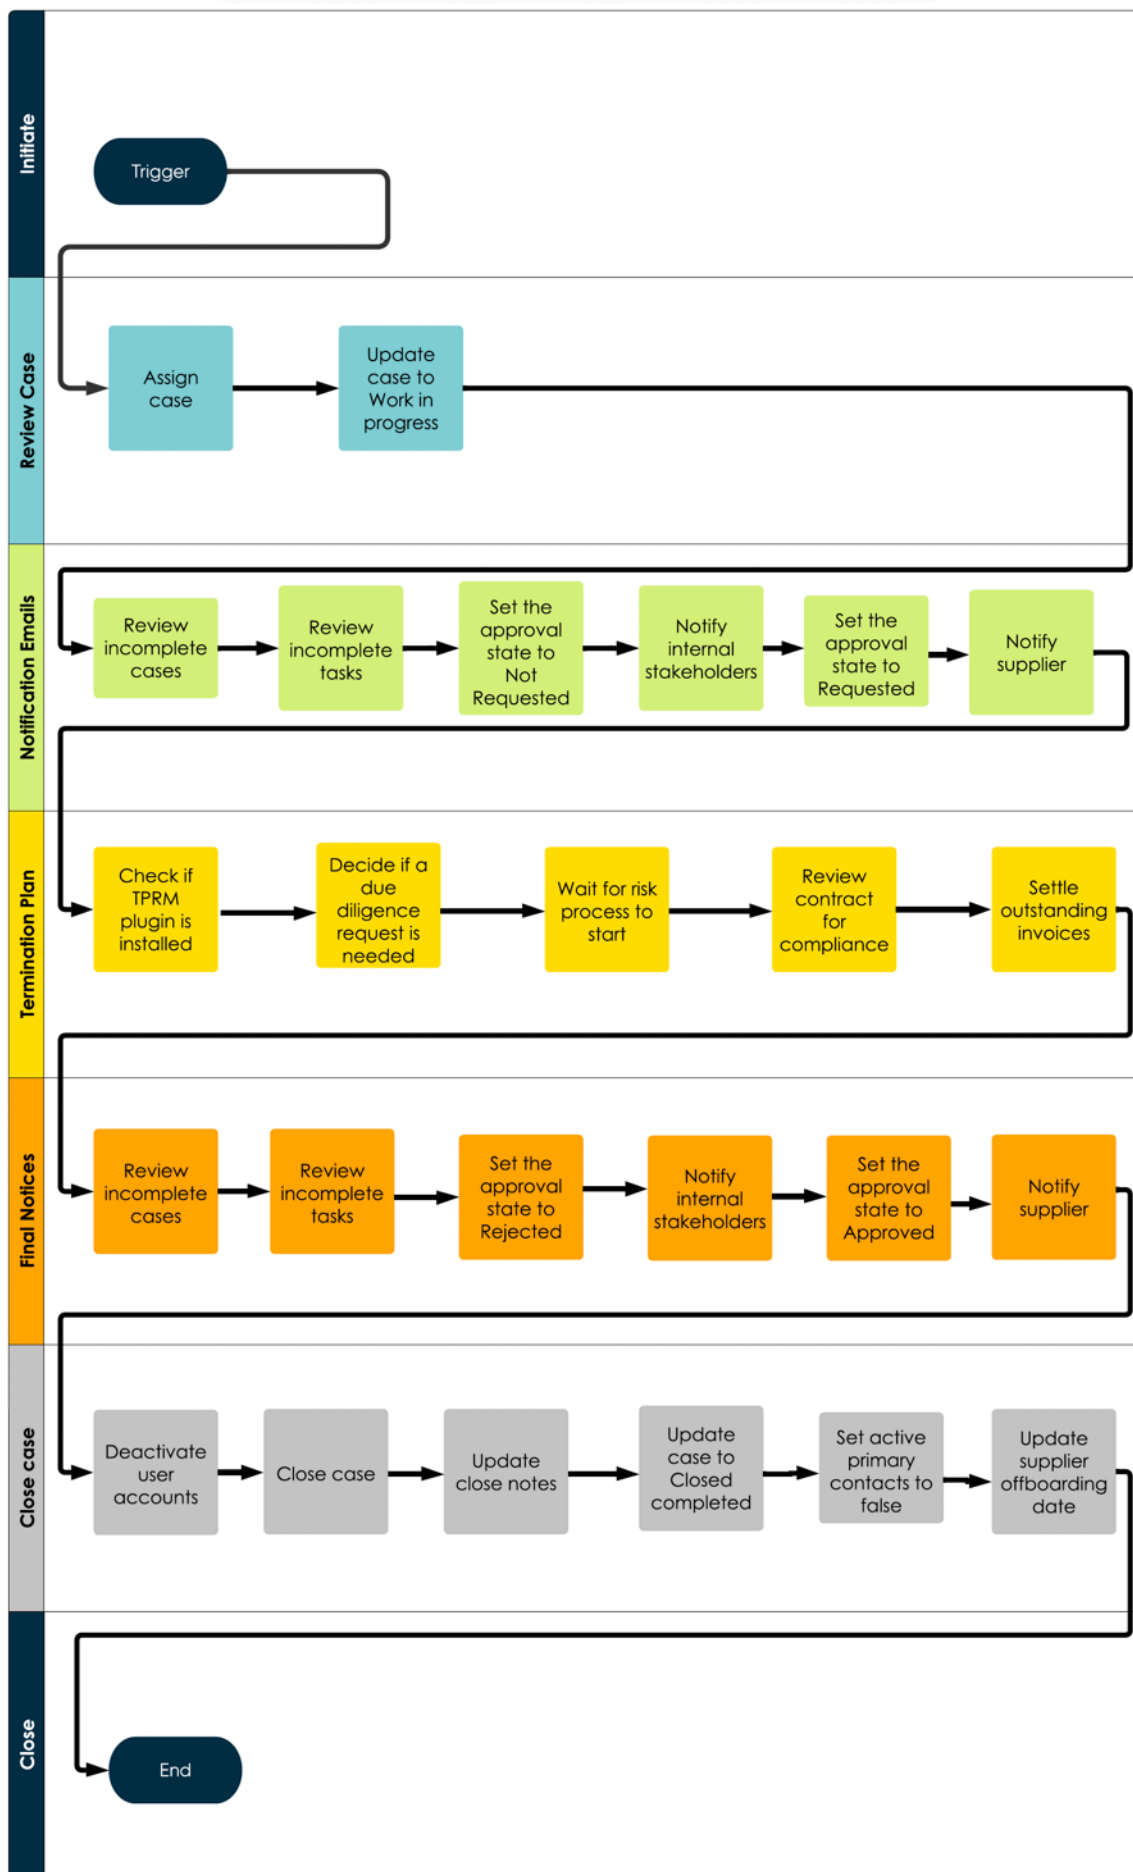 Initiate
Trigger
Review Case
Assign
case
Update
case to
Work in
progress
Notification Emails
Review
incomplete
cases
Review
incomplete
tasks
Set the
approval
state to
Not
Requested
Notify
internal
stakeholders
Set the
approval
state to
Requested
Notify
supplier
Termination Plan
Check if
TPRM
plugin is
installed
Decide if a
due
diligence
request is
needed
Wait for risk
process to
start
Review
contract
for
compliance
Settle
outstanding
invoices
Final Notices
Review
incomplete
cases
Review
incomplete
tasks
Set the
approval
state to
Rejected
Notify
internal
stakeholders
Set the
approval
state to
Approved
Notify
supplier
Close case
Deactivate
user
accounts
Close case
Update
close notes
Update
case to
Closed
completed
Set active
primary
contacts to
false
Update
supplier
offboarding
date
Close
End